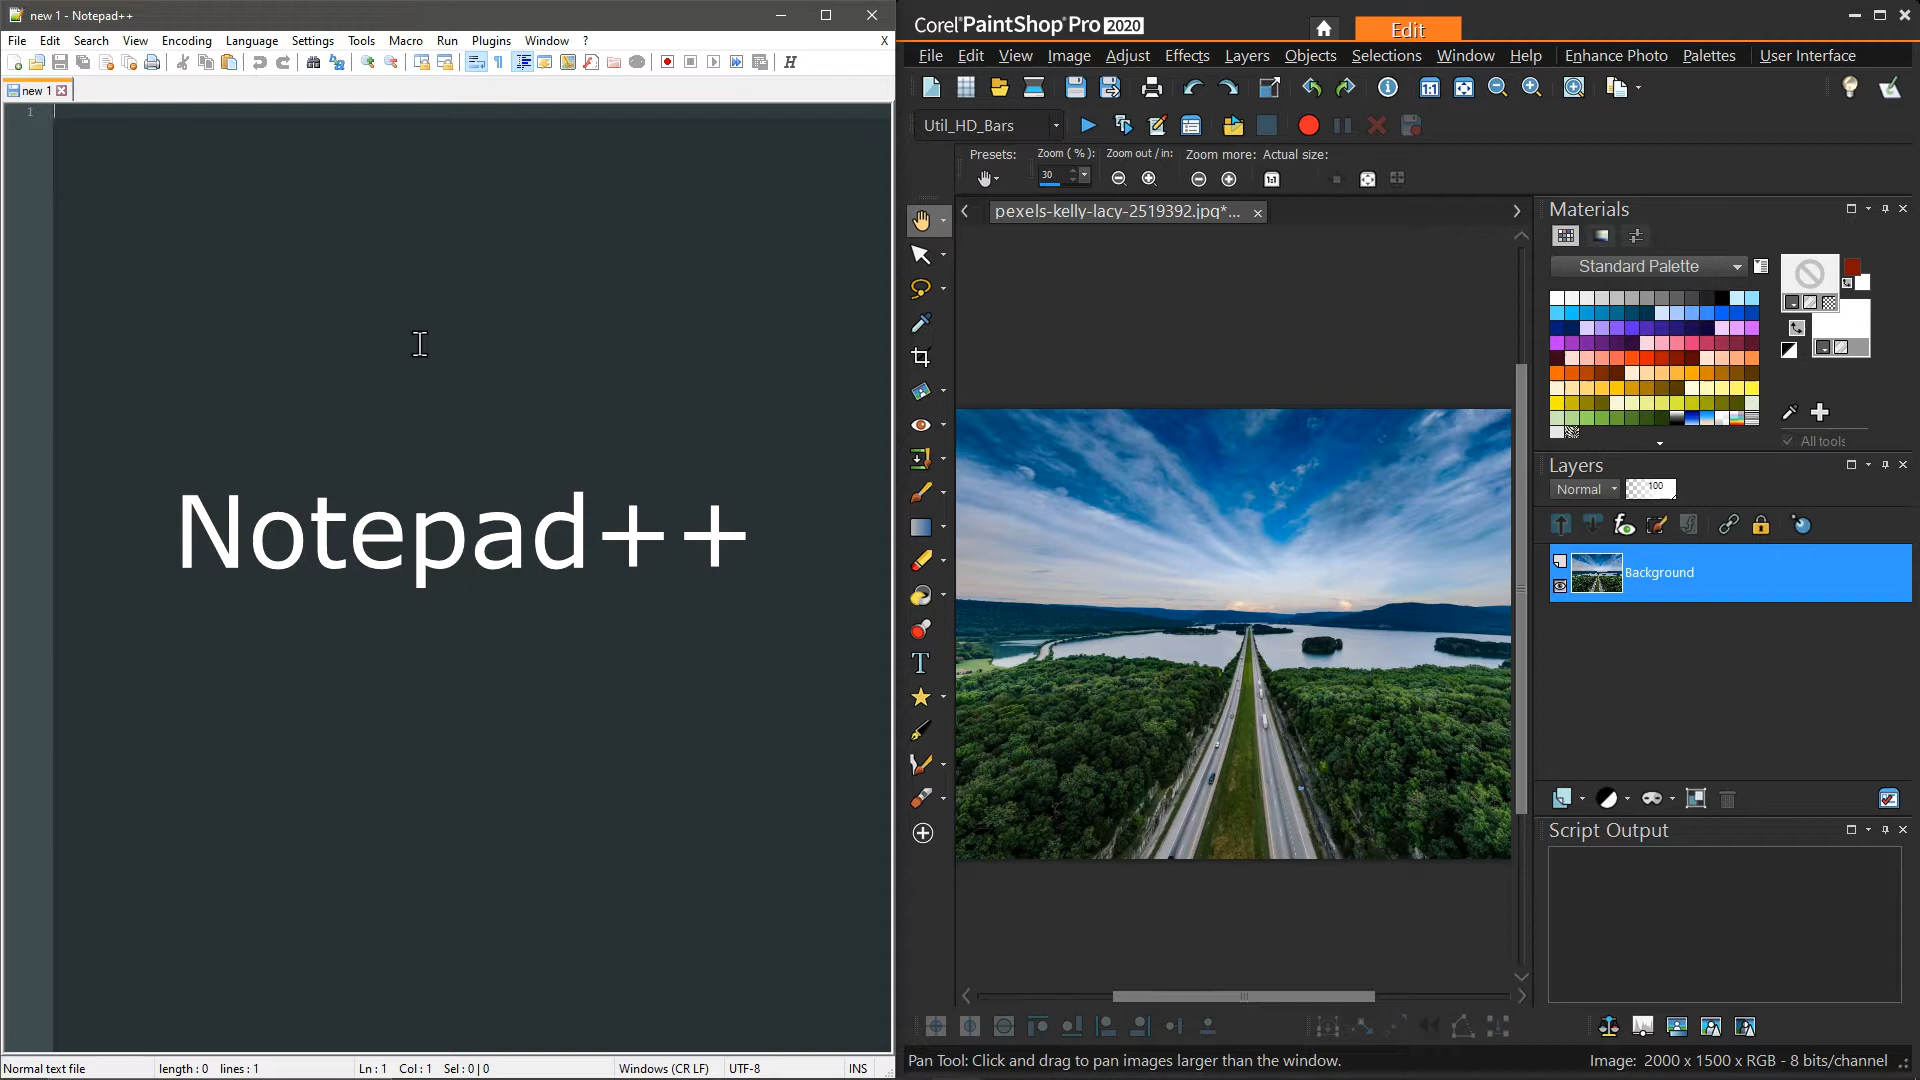 new 1 - Notepad++
File Edit Search View Encoding Language Settings Tools Macro Run Plugins Window ? X
new 1
1
Notepad++
Normal text file length : 0 lines : 1 Ln : 1 Col : 1 Sel : 0 | 0 Windows (CR LF) UTF-8 INS
Corel PaintShop Pro 2020
Edit
File Edit View Image Adjust Effects Layers Objects Selections Window Help Enhance Photo Palettes User Interface
Util_HD_Bars
Presets: Zoom ( % ): Zoom out / in: Zoom more: Actual size:
30
pexels-kelly-lacy-2519392.jpg*...
Materials
Standard Palette
All tools
Layers
Normal 100
Background
Script Output
Pan Tool: Click and drag to pan images larger than the window.
Image: 2000 x 1500 x RGB - 8 bits/channel